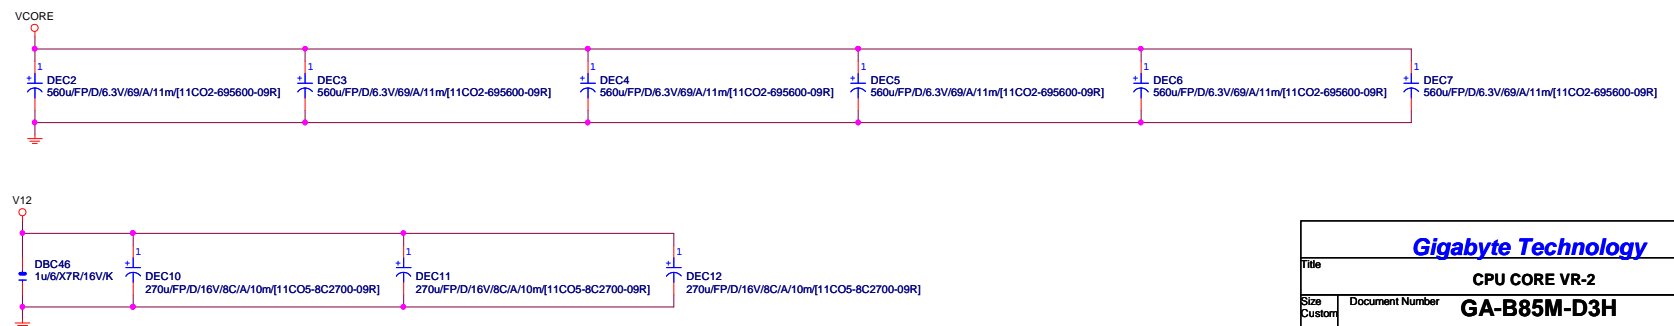 VCORE
1 1 1 1 1 1
DEC2 DEC3 DEC4 DEC5 DEC6 DEC7
560u/FP/D/6.3V/69/A/11m/[11CO2-695600-09R] 560u/FP/D/6.3V/69/A/11m/[11CO2-695600-09R] 560u/FP/D/6.3V/69/A/11m/[11CO2-695600-09R] 560u/FP/D/6.3V/69/A/11m/[11CO2-695600-09R] 560u/FP/D/6.3V/69/A/11m/[11CO2-695600-09R] 560u/FP/D/6.3V/69/A/11m/[11CO2-695600-09R]
V12
1 1 1
DBC46
1u/6/X7R/16V/K
DEC10 DEC11 DEC12
270u/FP/D/16V/8C/A/10m/[11CO5-8C2700-09R] 270u/FP/D/16V/8C/A/10m/[11CO5-8C2700-09R] 270u/FP/D/16V/8C/A/10m/[11CO5-8C2700-09R]
Gigabyte Technology
Title
CPU CORE VR-2
Size Document Number GA-B85M-D3H
Custom